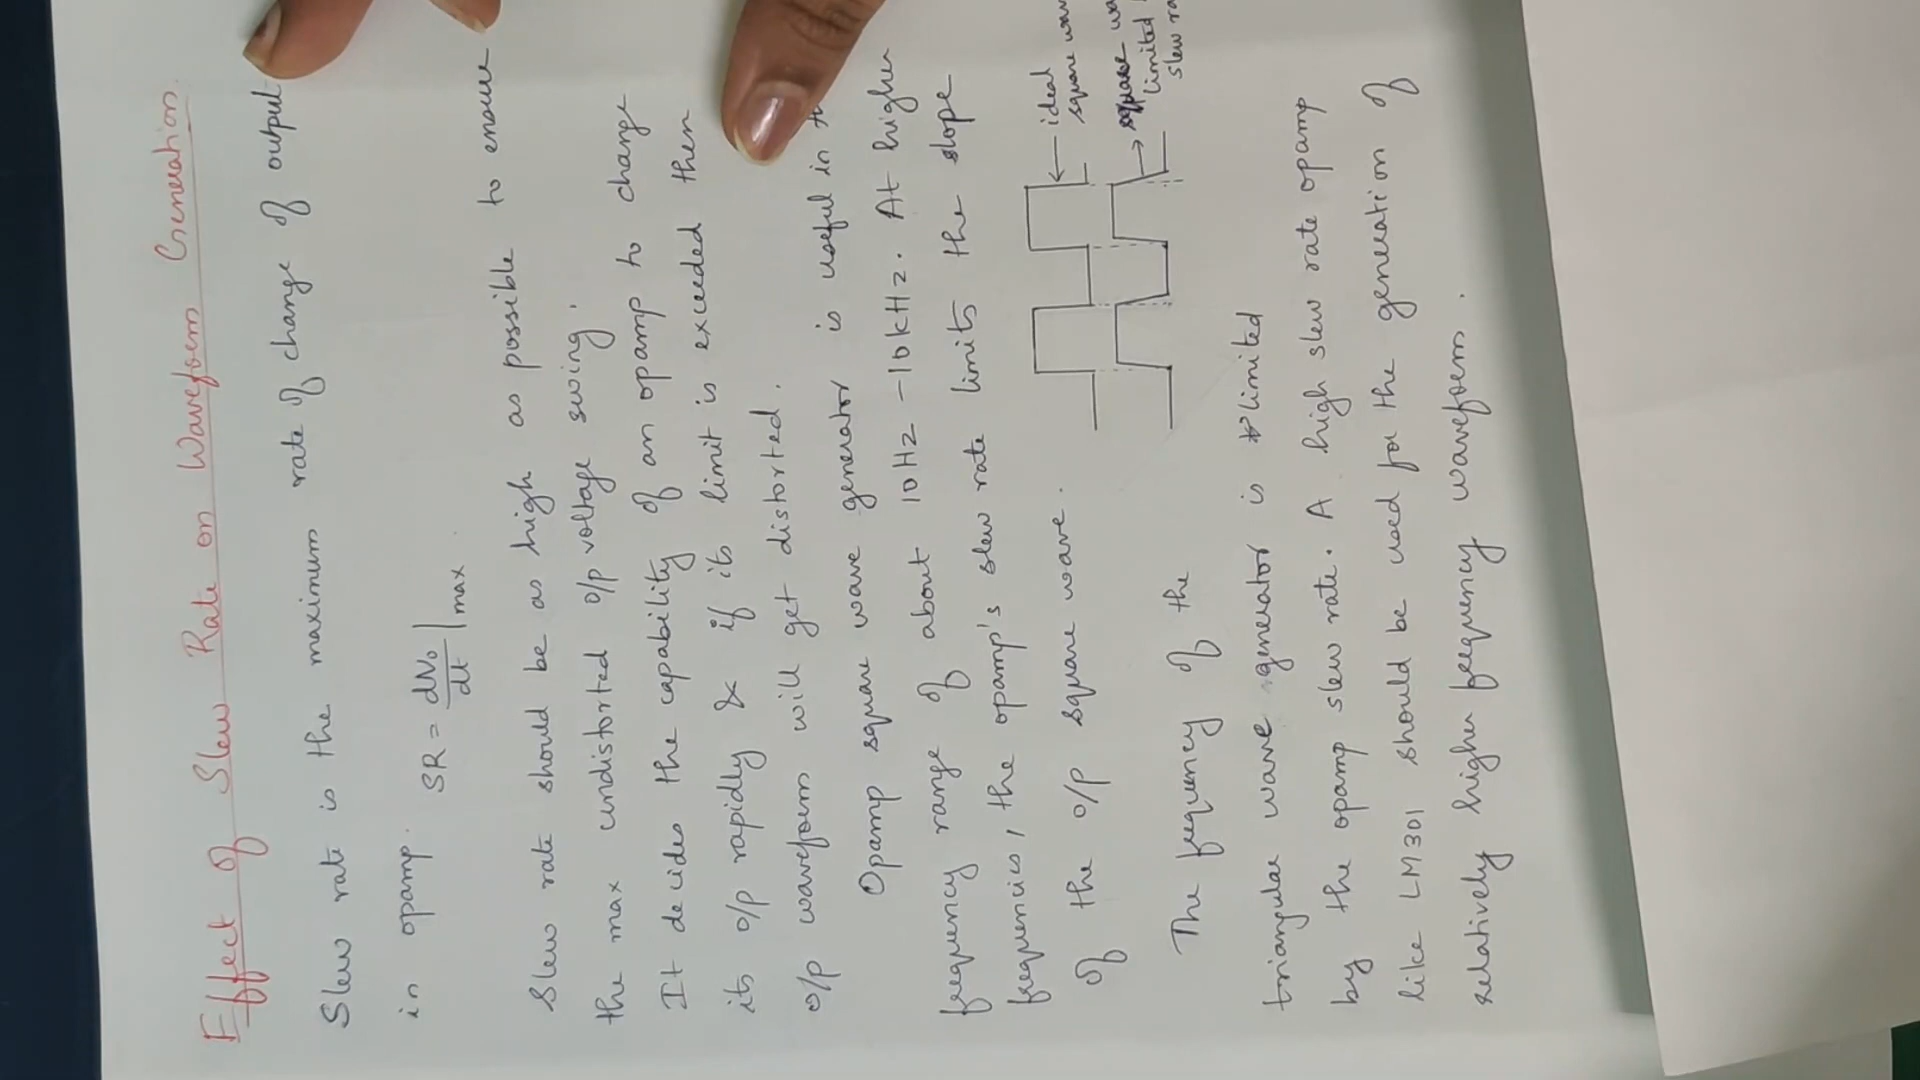 Effect of Slew Rate on Waveform Generation.
Slew rate is the maximum rate of change of output
in opamp. SR = dVo/dt |max.
Slew rate should be as high as possible to ensure
the max undistorted o/p voltage swing.
It decides the capability of an opamp to change
its o/p rapidly & if its limit is exceeded then
o/p waveform will get distorted.
Opamp square wave generator is useful in
frequency range of about 10Hz - 10kHz. At higher
frequencies, the opamp's slew rate limits the slope
of the o/p square wave.
ideal
square
square
limited
slew
The frequency of the
triangular wave generator is limited
by the opamp slew rate. A high slew rate opamp
like LM301 should be used for the generation of
relatively higher frequency waveform.